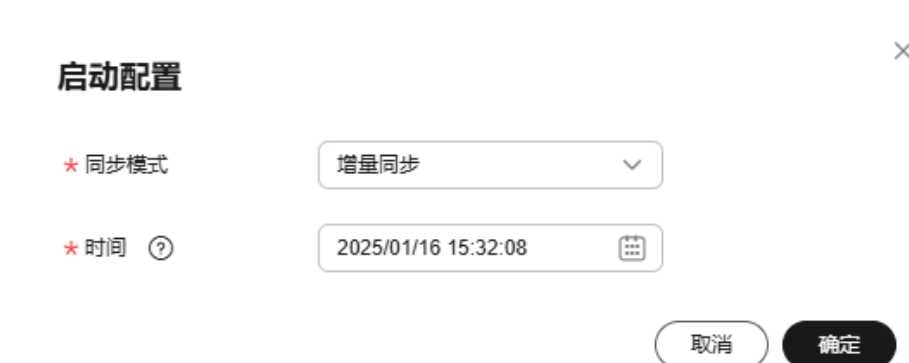 启动配置
* 同步模式 增量同步
* 时间 ? 2025/01/16 15:32:08
取消 确定